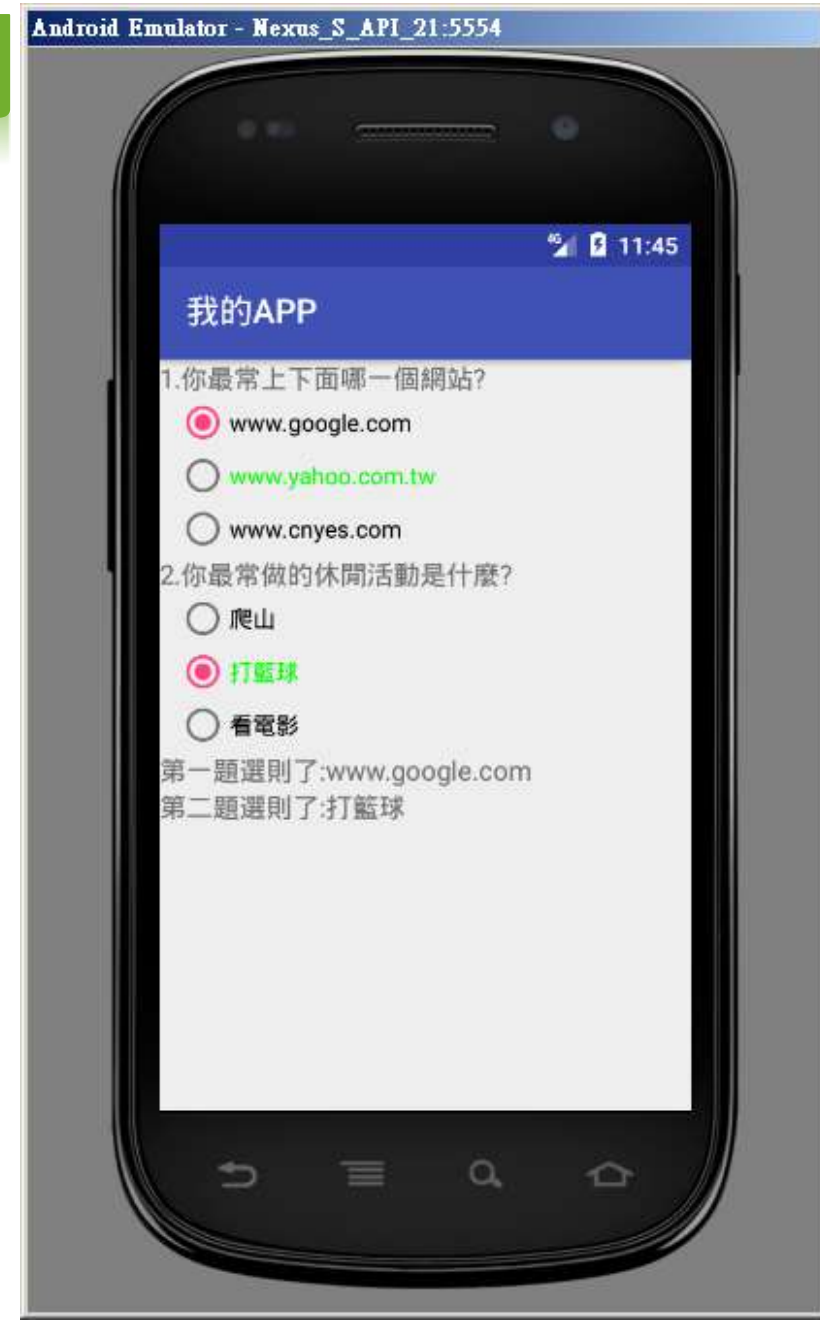 Android Emulator - Nexus_S_API_21:5554
4G 11:45
我的APP
1.你最常上下面哪一個網站?
www.google.com
www.yahoo.com.tw
www.cnyes.com
2.你最常做的休閒活動是什麼?
爬山
打籃球
看電影
第一題選則了:www.google.com
第二題選則了:打籃球